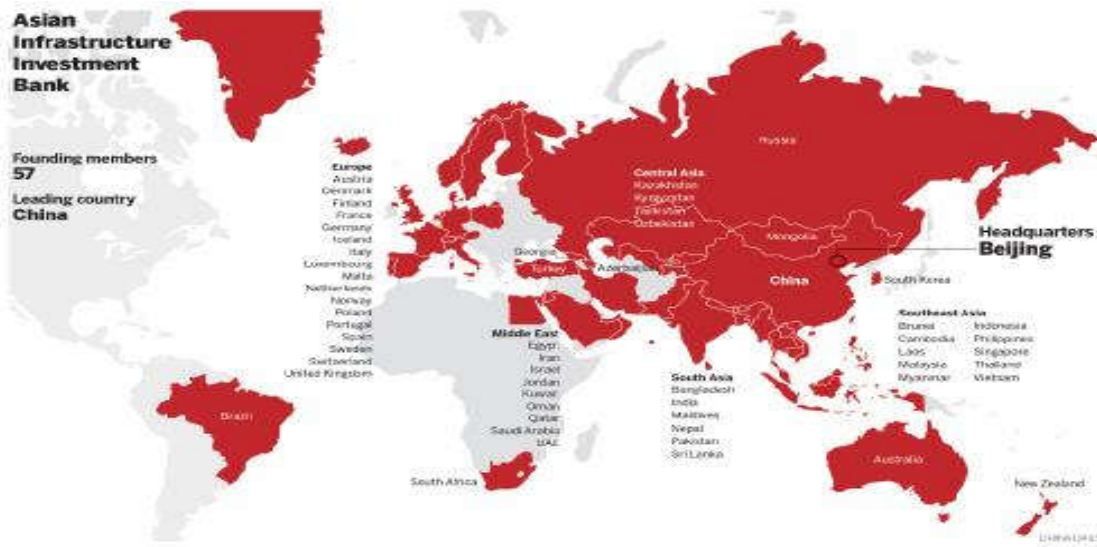 Asian
Infrastructure
Investment
Bank
Founding members
57
Leading country
China
Europe
Austria
Denmark
Finland
France
Germany
Iceland
Italy
Luxembourg
Malta
Netherlands
Norway
Poland
Portugal
Spain
Sweden
Switzerland
United Kingdom
Russia
Central Asia
Kazakhstan
Kyrgyzstan
Tajikistan
Uzbekistan
Mongolia
Headquarters
Beijing
Georgia
Turkey
Azerbaijan
China
South Korea
Southeast Asia
Brunei Indonesia
Cambodia Philippines
Laos Singapore
Malaysia Thailand
Myanmar Vietnam
Middle East
Egypt
Iran
Israel
Jordan
Kuwait
Oman
Qatar
Saudi Arabia
UAE
South Asia
Bangladesh
India
Maldives
Nepal
Pakistan
Sri Lanka
Brazil
South Africa
Australia
New Zealand